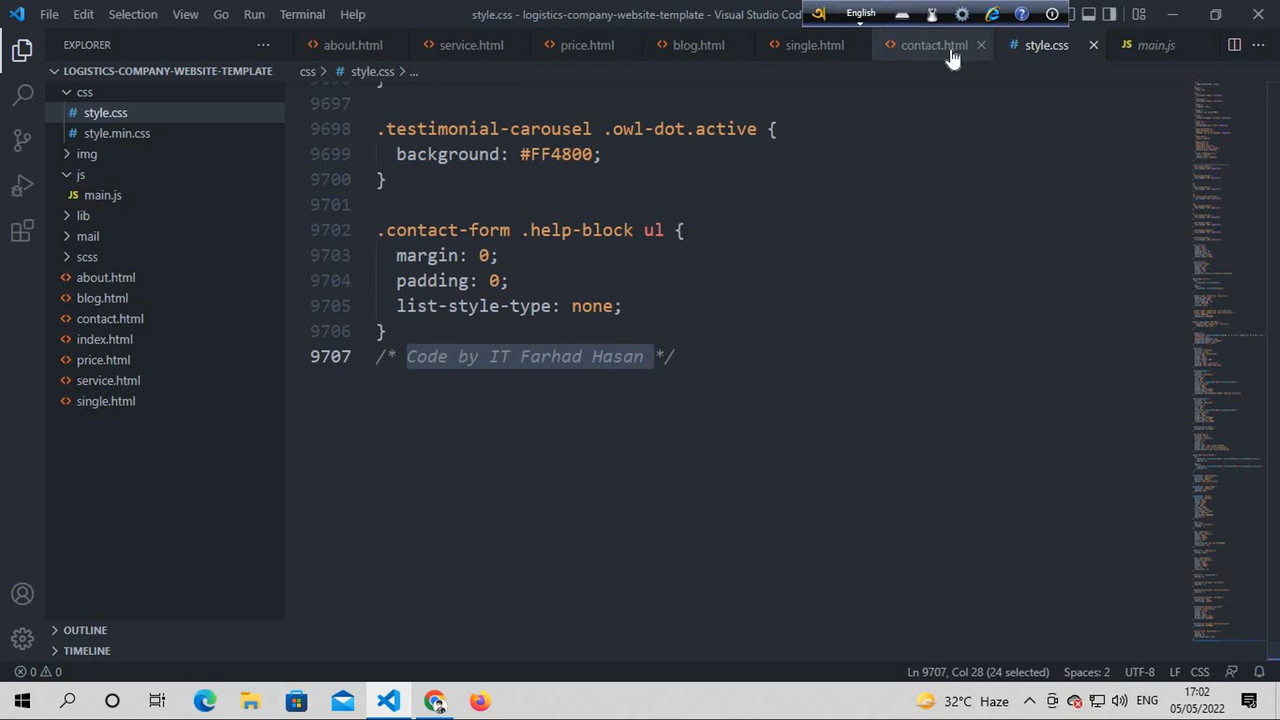 File Edit Selection View Go Run Terminal Help
style.css - logistics-company-website-template - Visual Studio Cod
English
EXPLORER
about.html service.html price.html blog.html single.html contact.html style.css main.js
LOGISTICS-COMPANY-WEBSITE-TEMPLATE
css > style.css > ...
css
style.css
style.min.css
img
js
main.js
lib
mail
scss
about.html
blog.html
contact.html
index.html
price.html
service.html
single.html
OUTLINE
TIMELINE
9697
9698 .testimonial-carousel .owl-dot.active {
9699 background: #FF4800;
9700 }
9701
9702 .contact-form .help-block ul {
9703 margin: 0;
9704 padding: 0;
9705 list-style-type: none;
9706 }
9707 /* Code by IT Farhad Hasan */
0 0 Ln 9707, Col 28 (24 selected) Spaces: 2 UTF-8 LF CSS
32°C Haze ENG 17:02
05/05/2022